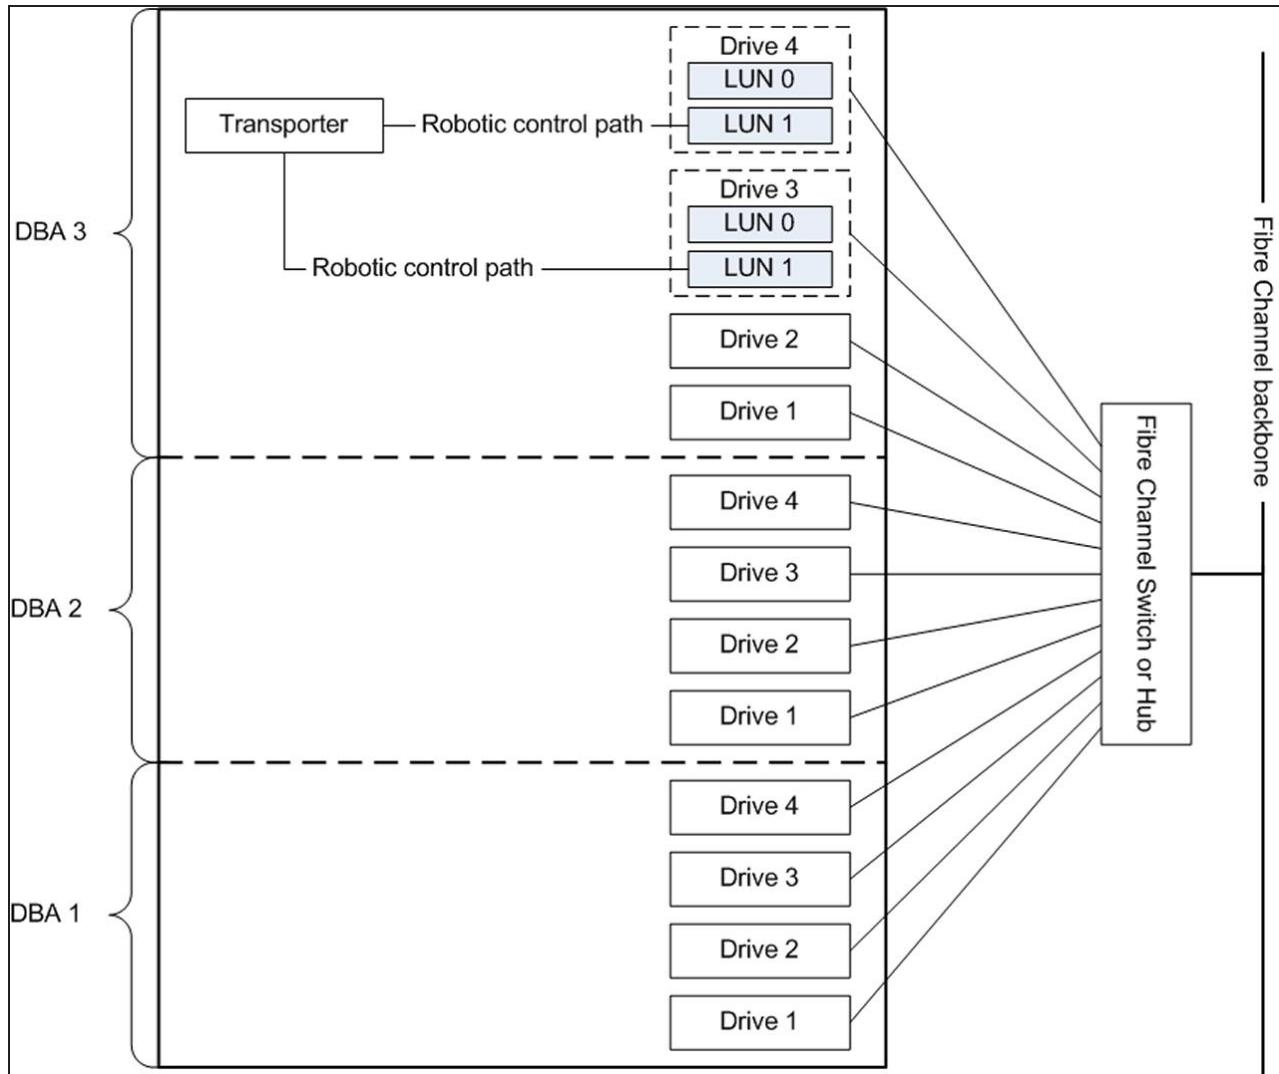 Drive 4
LUN 0
Transporter
Robotic control path
LUN 1
Drive 3
DBA 3
LUN 0
Robotic control path
LUN 1
Drive 2
Drive 1
Drive 4
Drive 3
DBA 2
Drive 2
Drive 1
Drive 4
Drive 3
DBA 1
Drive 2
Drive 1
Fibre Channel Switch or Hub
Fibre Channel backbone